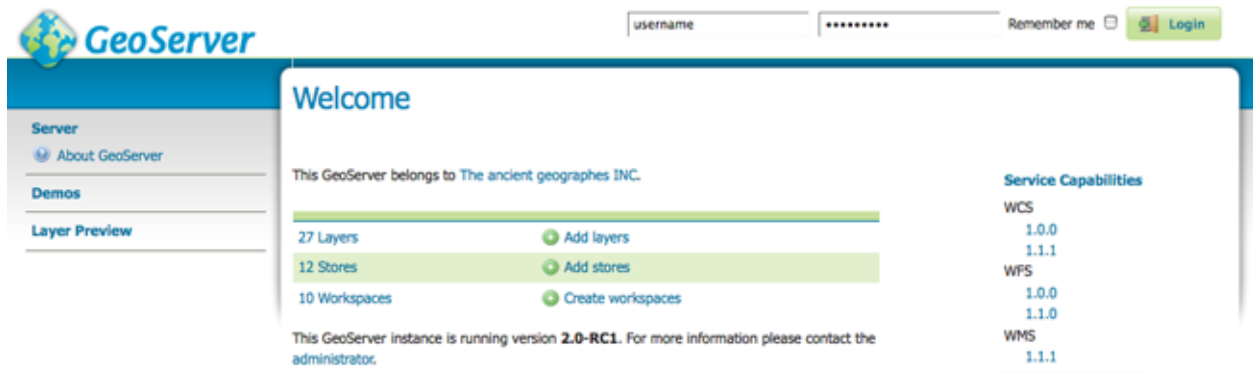 GeoServer
username
•••••••••
Remember me
Login
Welcome
Server
About GeoServer
Demos
Layer Preview
This GeoServer belongs to The ancient geographes INC.
27 Layers Add layers
12 Stores Add stores
10 Workspaces Create workspaces
This GeoServer instance is running version 2.0-RC1. For more information please contact the
administrator.
Service Capabilities
WCS
1.0.0
1.1.1
WFS
1.0.0
1.1.0
WMS
1.1.1